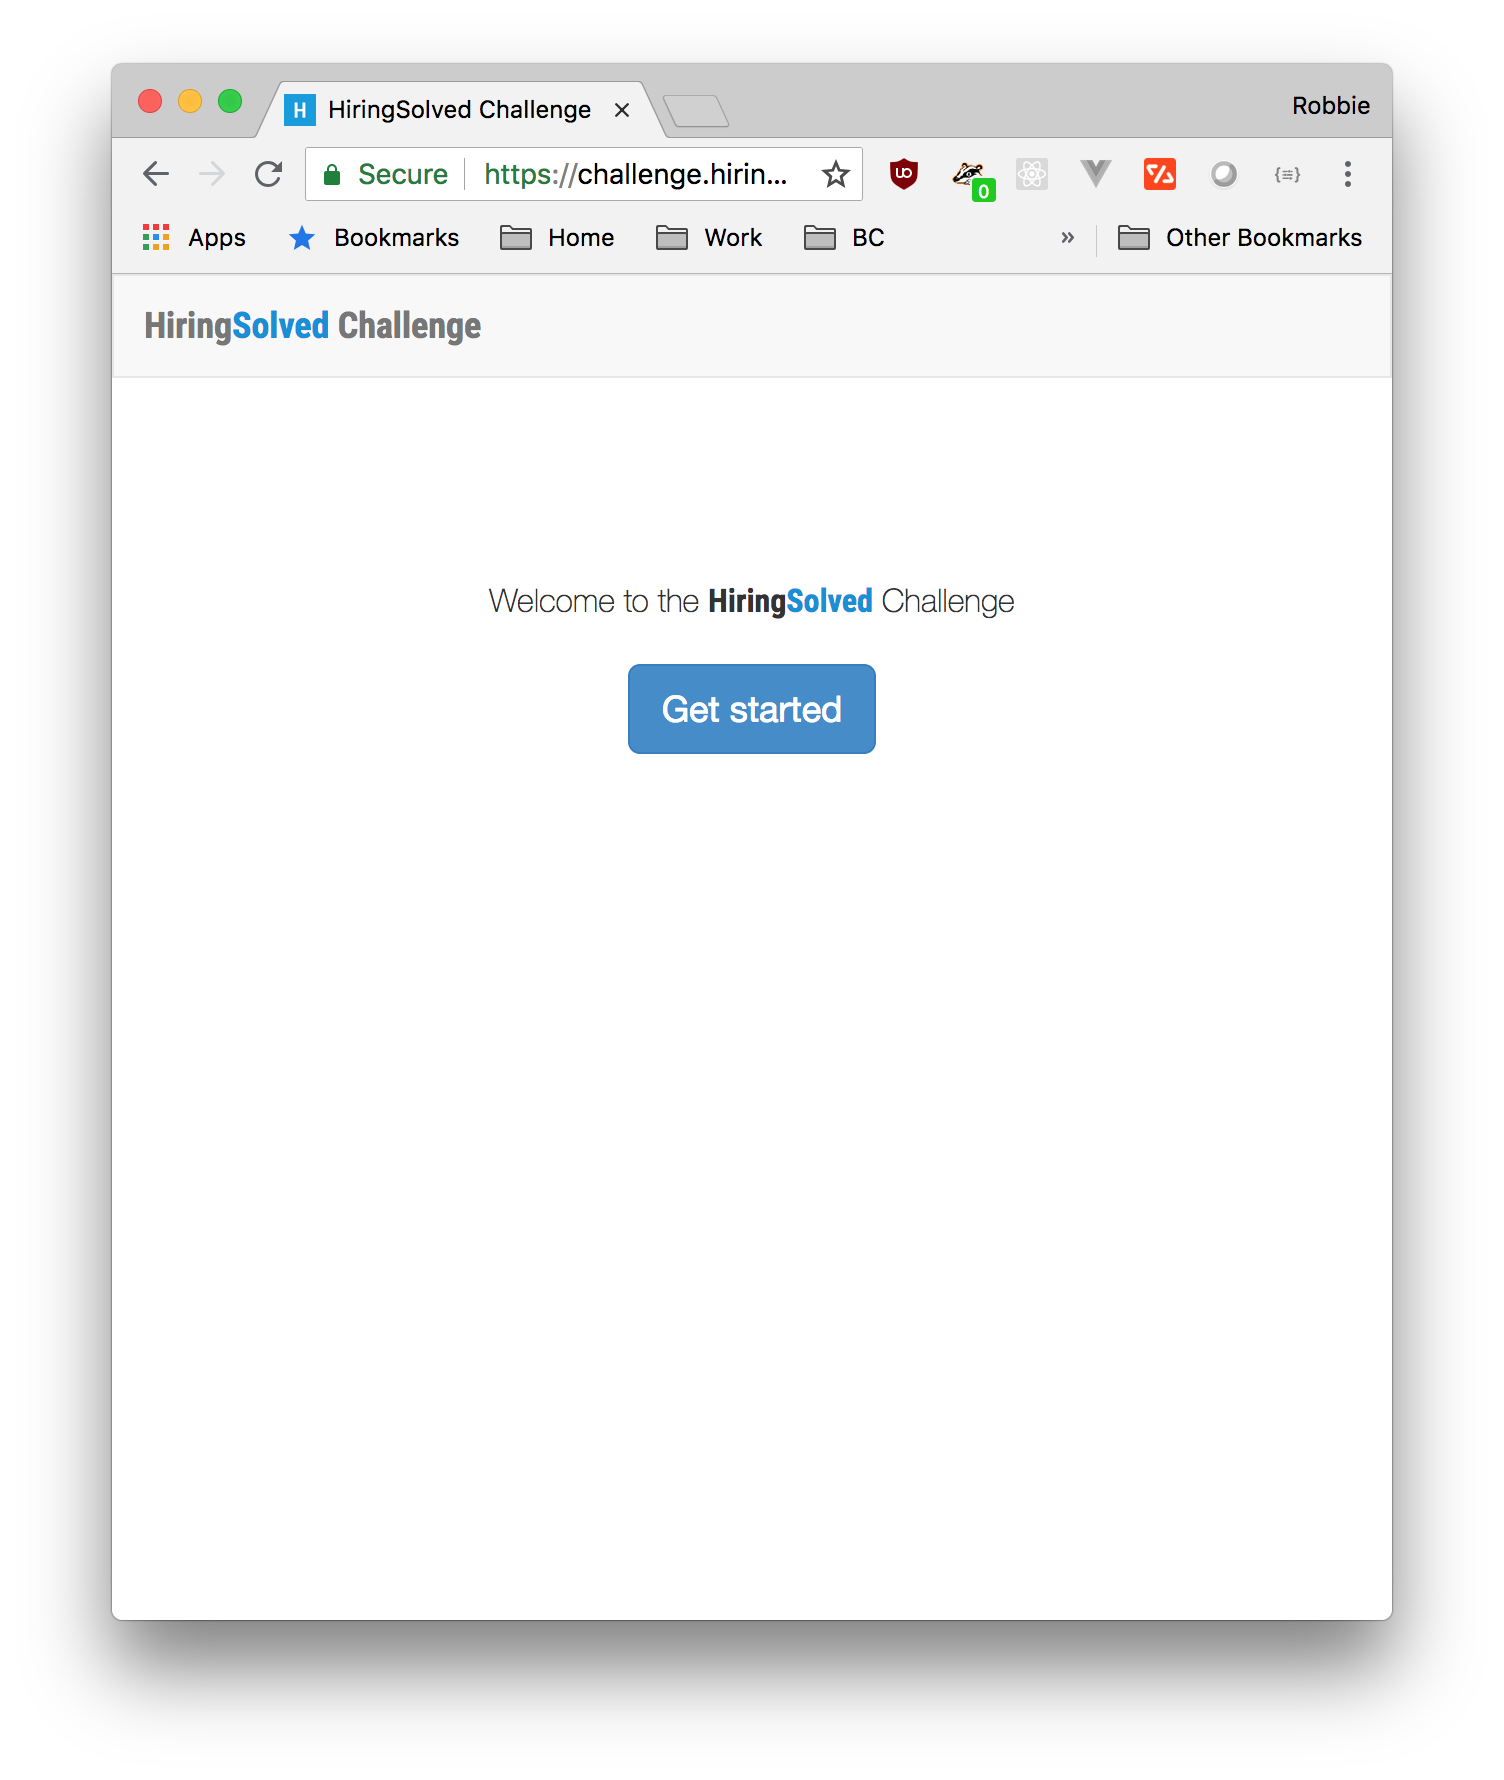 HiringSolved Challenge
Robbie
Secure https://challenge.hirin...
0
Apps Bookmarks Home Work BC » Other Bookmarks
HiringSolved Challenge
Welcome to the HiringSolved Challenge
Get started